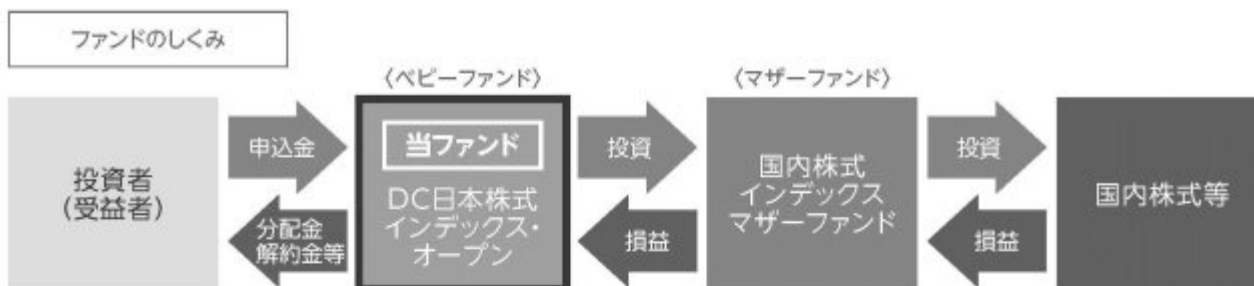 ファンドのしくみ
〈ベビーファンド〉
〈マザーファンド〉
投資者
(受益者)
申込金
分配金
解約金等
当ファンド
DC日本株式
インデックス・
オープン
投資
損益
国内株式
インデックス
マザーファンド
投資
損益
国内株式等